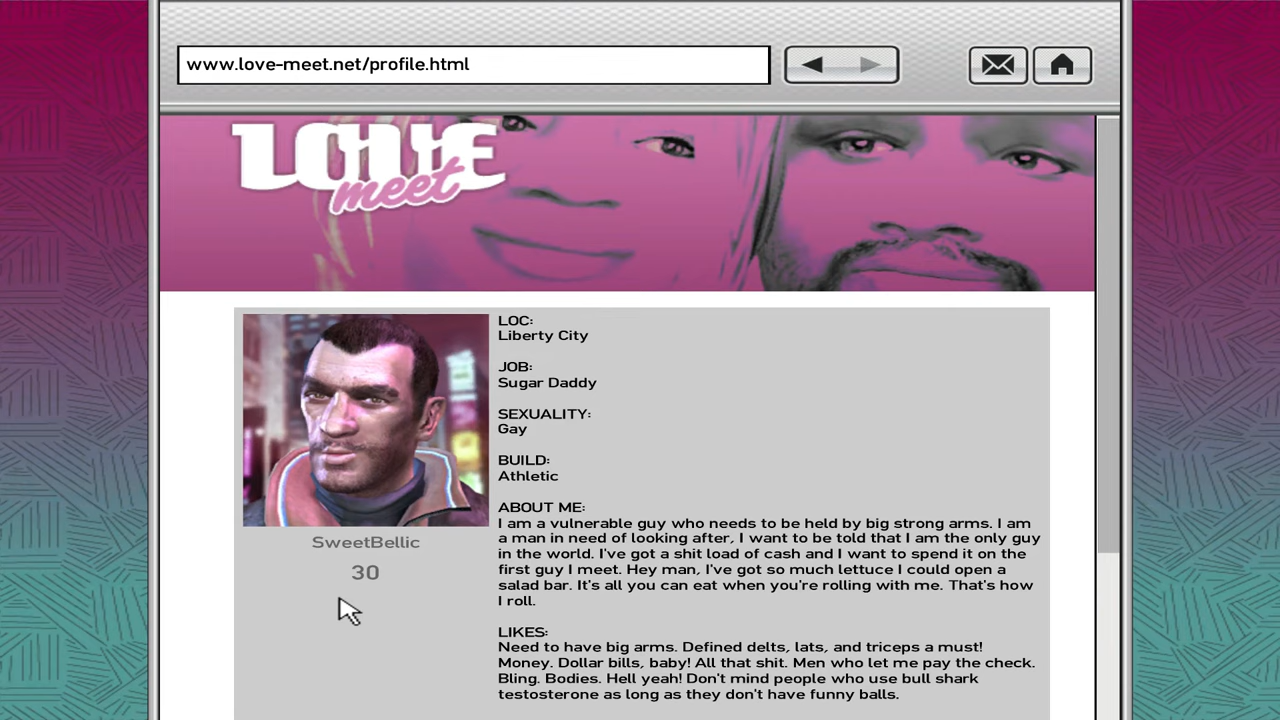 www.love-meet.net/profile.html
LOVE
meet
LOC:
Liberty City
JOB:
Sugar Daddy
SEXUALITY:
Gay
BUILD:
Athletic
ABOUT ME:
I am a vulnerable guy who needs to be held by big strong arms. I am
a man in need of looking after, I want to be told that I am the only guy
in the world. I've got a shit load of cash and I want to spend it on the
first guy I meet. Hey man, I've got so much lettuce I could open a
salad bar. It's all you can eat when you're rolling with me. That's how
I roll.
LIKES:
Need to have big arms. Defined delts, lats, and triceps a must!
Money. Dollar bills, baby! All that shit. Men who let me pay the check.
Bling. Bodies. Hell yeah! Don't mind people who use bull shark
testosterone as long as they don't have funny balls.
SweetBellic
30